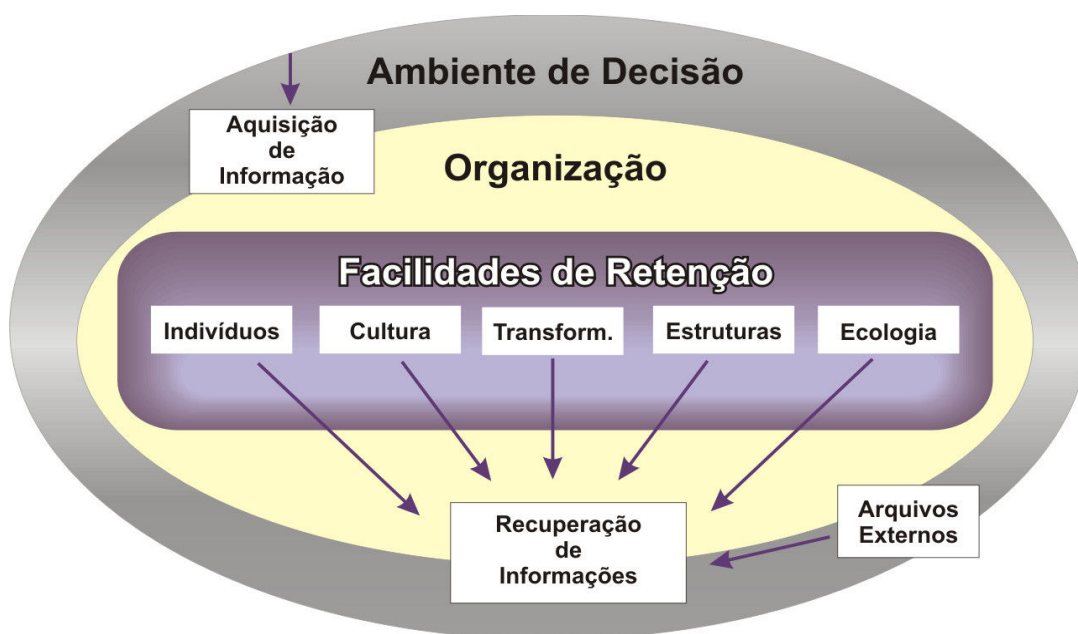 Ambiente de Decisão
Aquisição
de
Informação
Organização
Facilidades de Retenção
Indivíduos
Cultura
Transform.
Estruturas
Ecologia
Recuperação
de
Informações
Arquivos
Externos